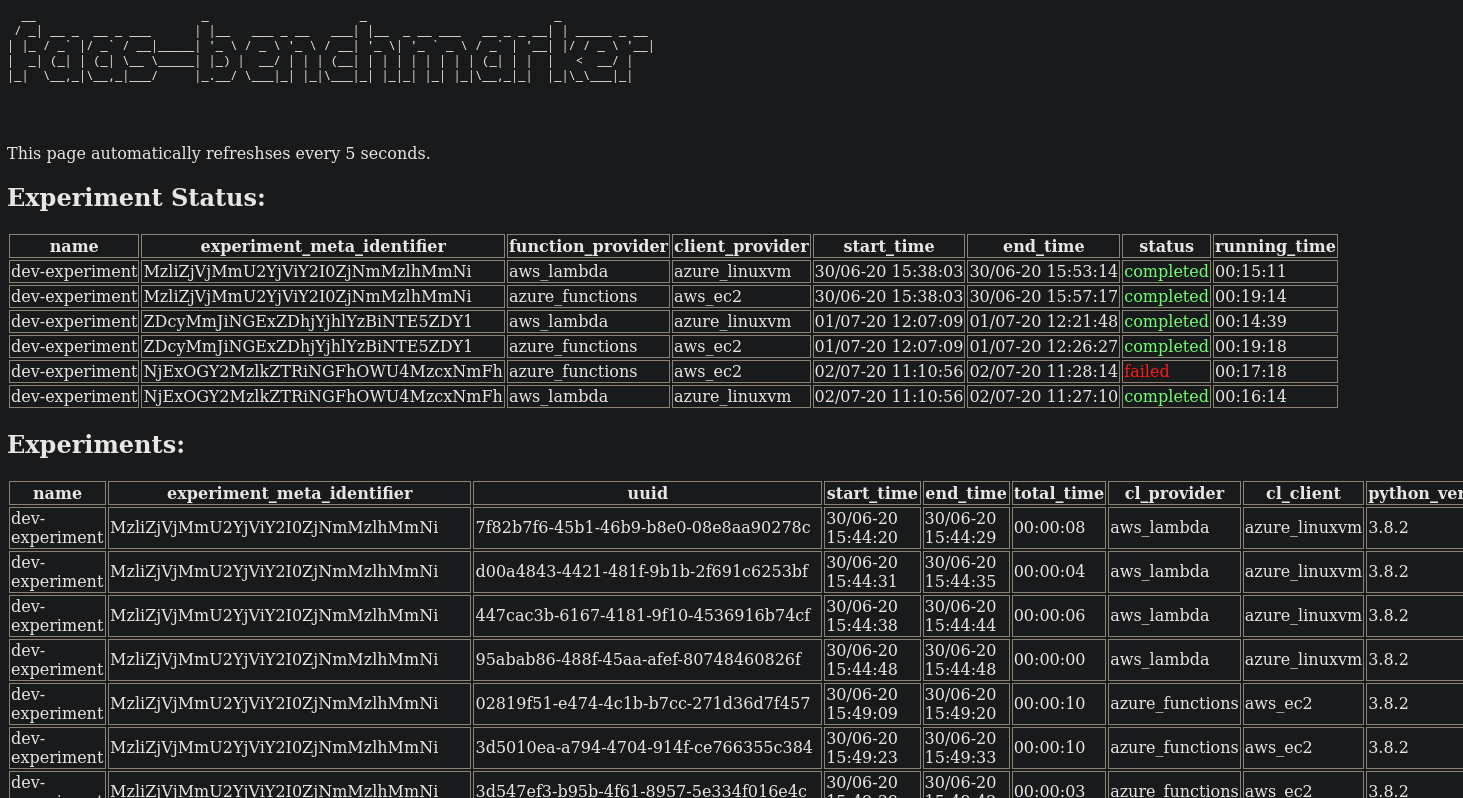 faas-benchmarker
This page automatically refreshses every 5 seconds.
Experiment Status:
name experiment_meta_identifier function_provider client_provider start_time end_time status running_time
dev-experiment MzliZjVjMmU2YjViY2I0ZjNmMzlhMmNi aws_lambda azure_linuxvm 30/06-20 15:38:03 30/06-20 15:53:14 completed 00:15:11
dev-experiment MzliZjVjMmU2YjViY2I0ZjNmMzlhMmNi azure_functions aws_ec2 30/06-20 15:38:03 30/06-20 15:57:17 completed 00:19:14
dev-experiment ZDcyMmJiNGExZDhjYjhlYzBiNTE5ZDY1 aws_lambda azure_linuxvm 01/07-20 12:07:09 01/07-20 12:21:48 completed 00:14:39
dev-experiment ZDcyMmJiNGExZDhjYjhlYzBiNTE5ZDY1 azure_functions aws_ec2 01/07-20 12:07:09 01/07-20 12:26:27 completed 00:19:18
dev-experiment NjExOGY2MzlkZTRiNGFhOWU4MzcxNmFh azure_functions aws_ec2 02/07-20 11:10:56 02/07-20 11:28:14 failed 00:17:18
dev-experiment NjExOGY2MzlkZTRiNGFhOWU4MzcxNmFh aws_lambda azure_linuxvm 02/07-20 11:10:56 02/07-20 11:27:10 completed 00:16:14
Experiments:
name experiment_meta_identifier uuid start_time end_time total_time cl_provider cl_client python_ver
dev- 30/06-20 30/06-20
experiment MzliZjVjMmU2YjViY2I0ZjNmMzlhMmNi 7f82b7f6-45b1-46b9-b8e0-08e8aa90278c 15:44:20 15:44:29 00:00:08 aws_lambda azure_linuxvm 3.8.2
dev- 30/06-20 30/06-20
experiment MzliZjVjMmU2YjViY2I0ZjNmMzlhMmNi d00a4843-4421-481f-9b1b-2f691c6253bf 15:44:31 15:44:35 00:00:04 aws_lambda azure_linuxvm 3.8.2
dev- 30/06-20 30/06-20
experiment MzliZjVjMmU2YjViY2I0ZjNmMzlhMmNi 447cac3b-6167-4181-9f10-4536916b74cf 15:44:38 15:44:44 00:00:06 aws_lambda azure_linuxvm 3.8.2
dev- 30/06-20 30/06-20
experiment MzliZjVjMmU2YjViY2I0ZjNmMzlhMmNi 95abab86-488f-45aa-afef-80748460826f 15:44:48 15:44:48 00:00:00 aws_lambda azure_linuxvm 3.8.2
dev- 30/06-20 30/06-20
experiment MzliZjVjMmU2YjViY2I0ZjNmMzlhMmNi 02819f51-e474-4c1b-b7cc-271d36d7f457 15:49:09 15:49:20 00:00:10 azure_functions aws_ec2 3.8.2
dev- 30/06-20 30/06-20
experiment MzliZjVjMmU2YjViY2I0ZjNmMzlhMmNi 3d5010ea-a794-4704-914f-ce766355c384 15:49:23 15:49:33 00:00:10 azure_functions aws_ec2 3.8.2
dev- 30/06-20 30/06-20
MzliZjVjMmU2YjViY2I0ZjNmMzlhMmNi 3d547ef3-b95b-4f61-8957-5e334f016e4c 00:00:03 azure_functions aws_ec2 3.8.2